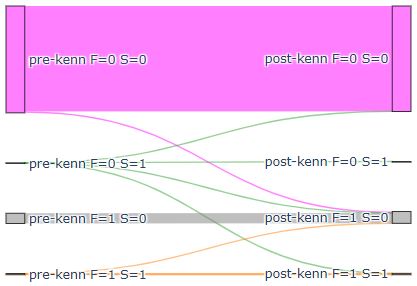 pre-kenn F=0 S=0 post-kenn F=0 S=0
pre-kenn F=0 S=1 post-kenn F=0 S=1
pre-kenn F=1 S=0 post-kenn F=1 S=0
pre-kenn F=1 S=1 post-kenn F=1 S=1